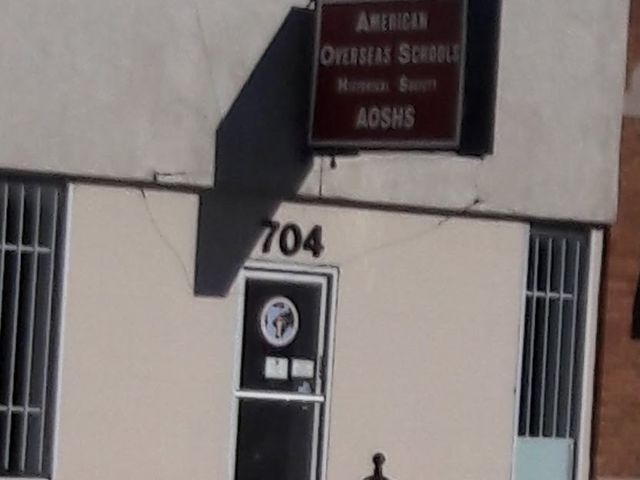 AMERICAN
OVERSEAS SCHOOLS
HISTORICAL SOCIETY
AOSHS
704